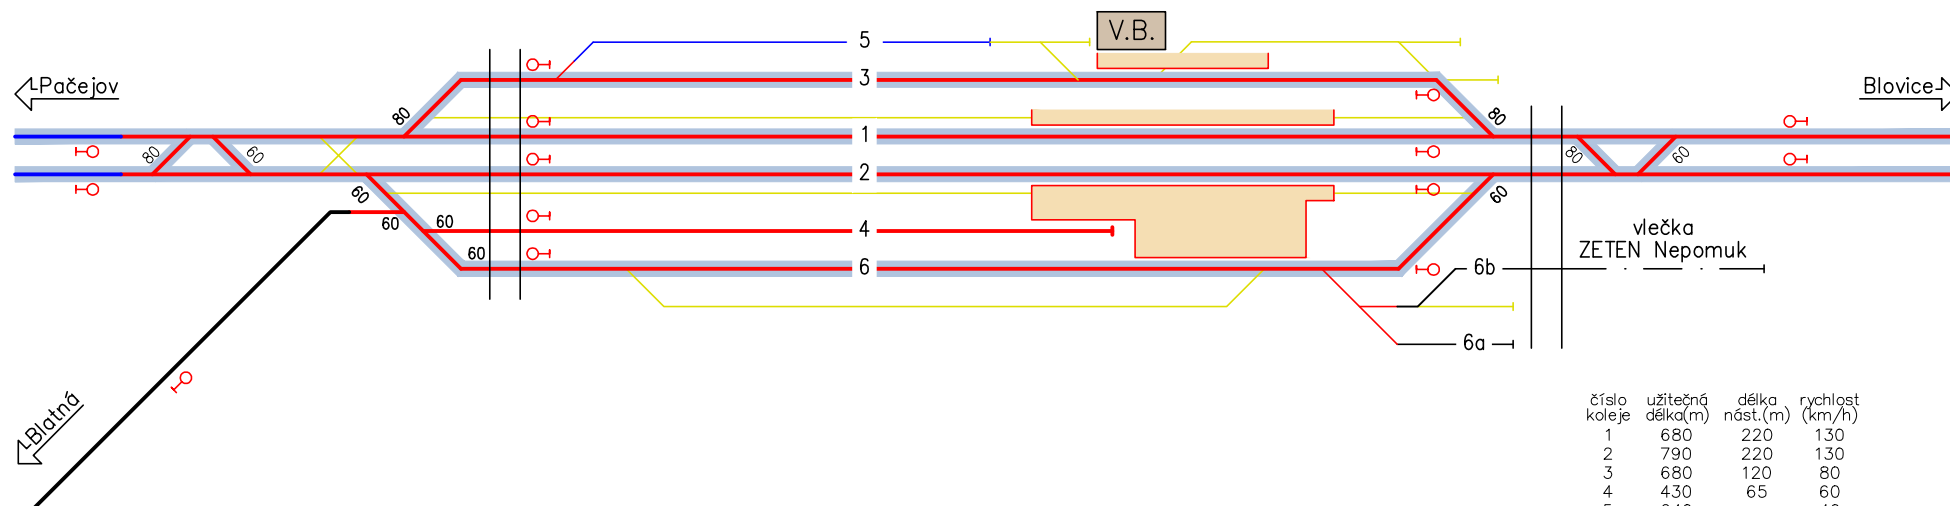 5
V.B.
Pačejov
3
Blovice
80
80
1
80
60
80
60
2
60
60
60
60
4
vlečka
ZETEN Nepomuk
60
6
6b
6a
Blatná
číslo koleje užitečná délka(m) délka nást.(m) rychlost (km/h)
1 680 220 130
2 790 220 130
3 680 120 80
4 430 65 60